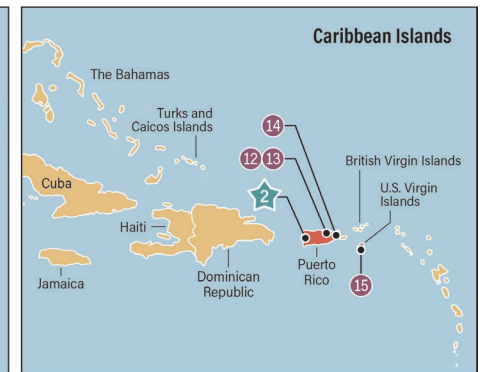 Caribbean Islands
The Bahamas
Turks and
Caicos Islands
14
12 13
British Virgin Islands
U.S. Virgin
Islands
Cuba
2
Haiti
Jamaica
Dominican
Republic
Puerto
Rico
15